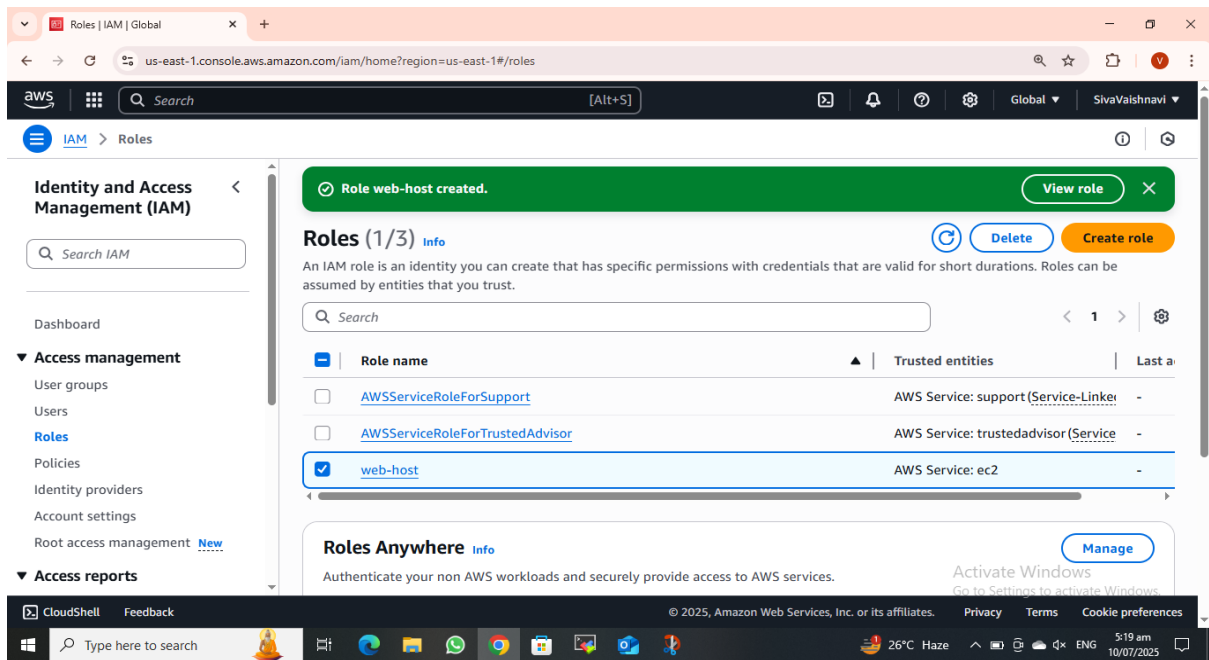 Roles | IAM | Global
us-east-1.console.aws.amazon.com/iam/home?region=us-east-1#/roles
V
aws
Search
[Alt+S]
Global
SivaVaishnavi
IAM > Roles
Identity and Access
Management (IAM)
Search IAM
Dashboard
Access management
User groups
Users
Roles
Policies
Identity providers
Account settings
Root access management New
Access reports
Role web-host created.
View role
Roles (1/3) Info
Delete
Create role
An IAM role is an identity you can create that has specific permissions with credentials that are valid for short durations. Roles can be
assumed by entities that you trust.
Search
1
Role name
Trusted entities
Last a
AWSServiceRoleForSupport
AWS Service: support (Service-Linke
-
AWSServiceRoleForTrustedAdvisor
AWS Service: trustedadvisor (Service
-
web-host
AWS Service: ec2
-
Roles Anywhere Info
Manage
Authenticate your non AWS workloads and securely provide access to AWS services.
Activate Windows
Go to Settings to activate Windows.
CloudShell
Feedback
© 2025, Amazon Web Services, Inc. or its affiliates.
Privacy
Terms
Cookie preferences
Type here to search
26°C Haze
ENG
5:19 am
10/07/2025